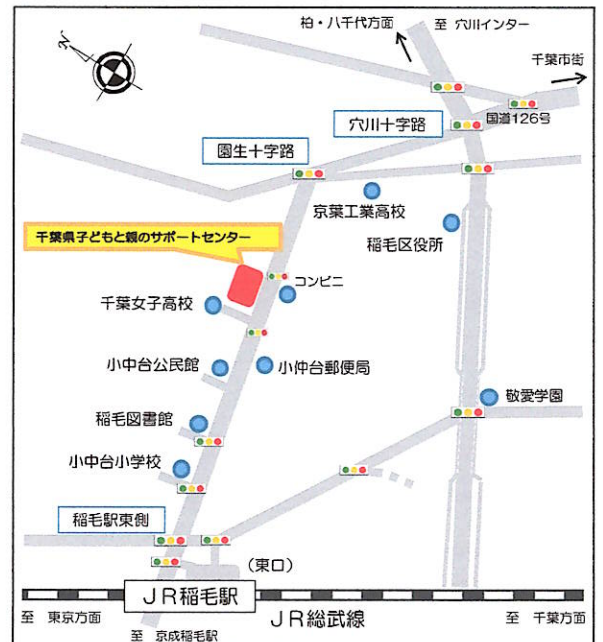 柏・八千代方面
至 穴川インター
千葉市街
N
穴川十字路
国道126号
園生十字路
京葉工業高校
稲毛区役所
千葉県子どもと親のサポートセンター
コンビニ
千葉女子高校
小中台公民館
小仲台郵便局
敬愛学園
稲毛図書館
小中台小学校
稲毛駅東側
(東口)
JR稲毛駅
至 東京方面
JR総武線
至 千葉方面
至 京成稲毛駅